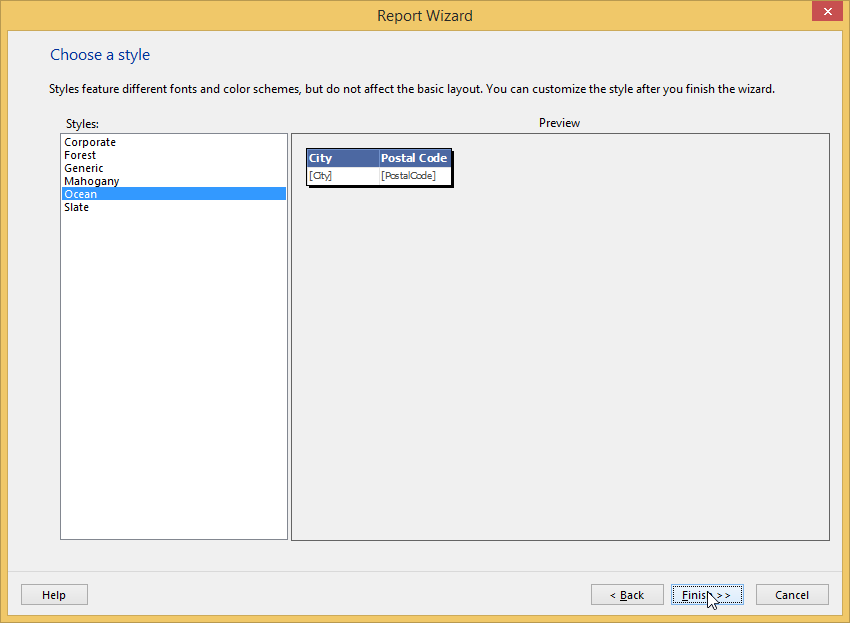 Report Wizard
Choose a style
Styles feature different fonts and color schemes, but do not affect the basic layout. You can customize the style after you finish the wizard.
Styles:
Preview
Corporate
Forest
Generic
Mahogany
Ocean
Slate
City Postal Code
[City] [PostalCode]
Help
< Back
Finish >>
Cancel